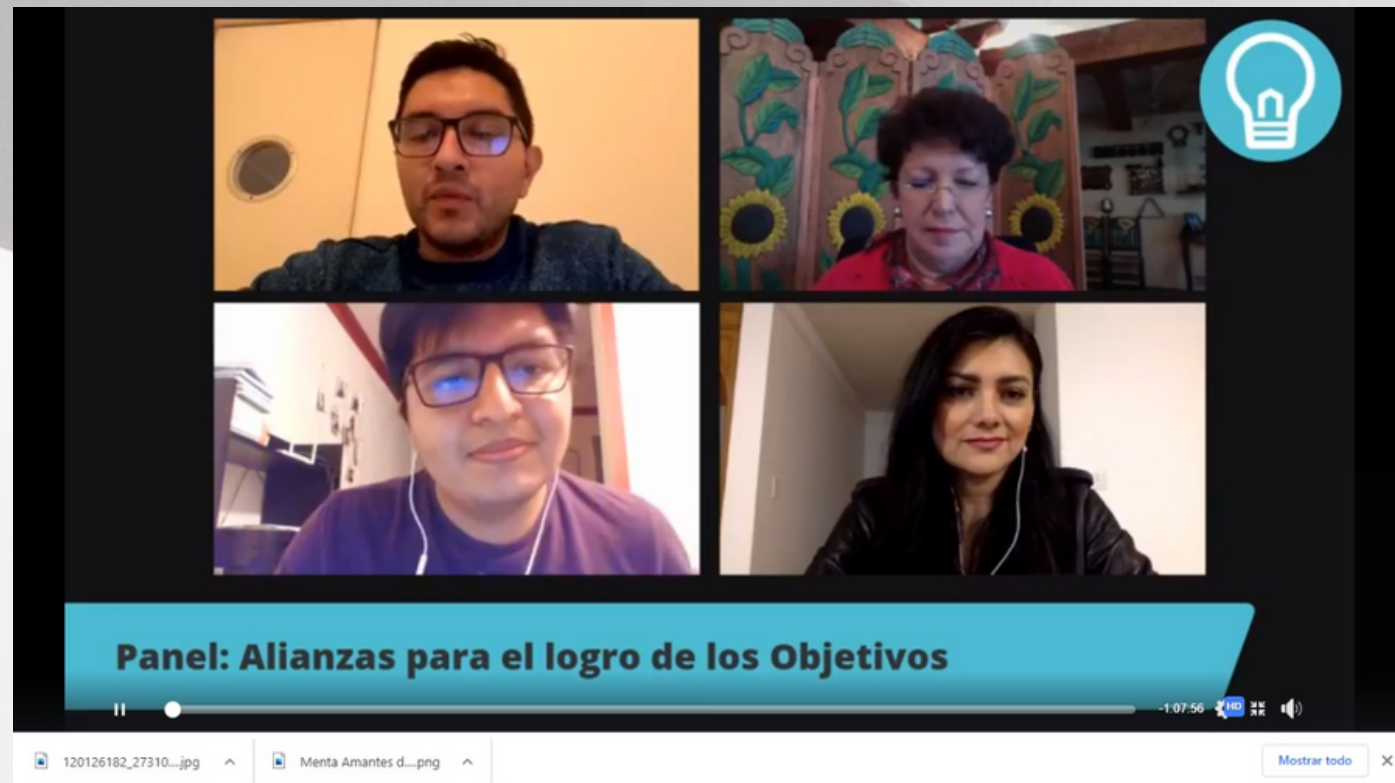 Panel: Alianzas para el logro de los Objetivos
-1:07:56 HD
120126182_27310....jpg Menta Amantes d....png Mostrar todo